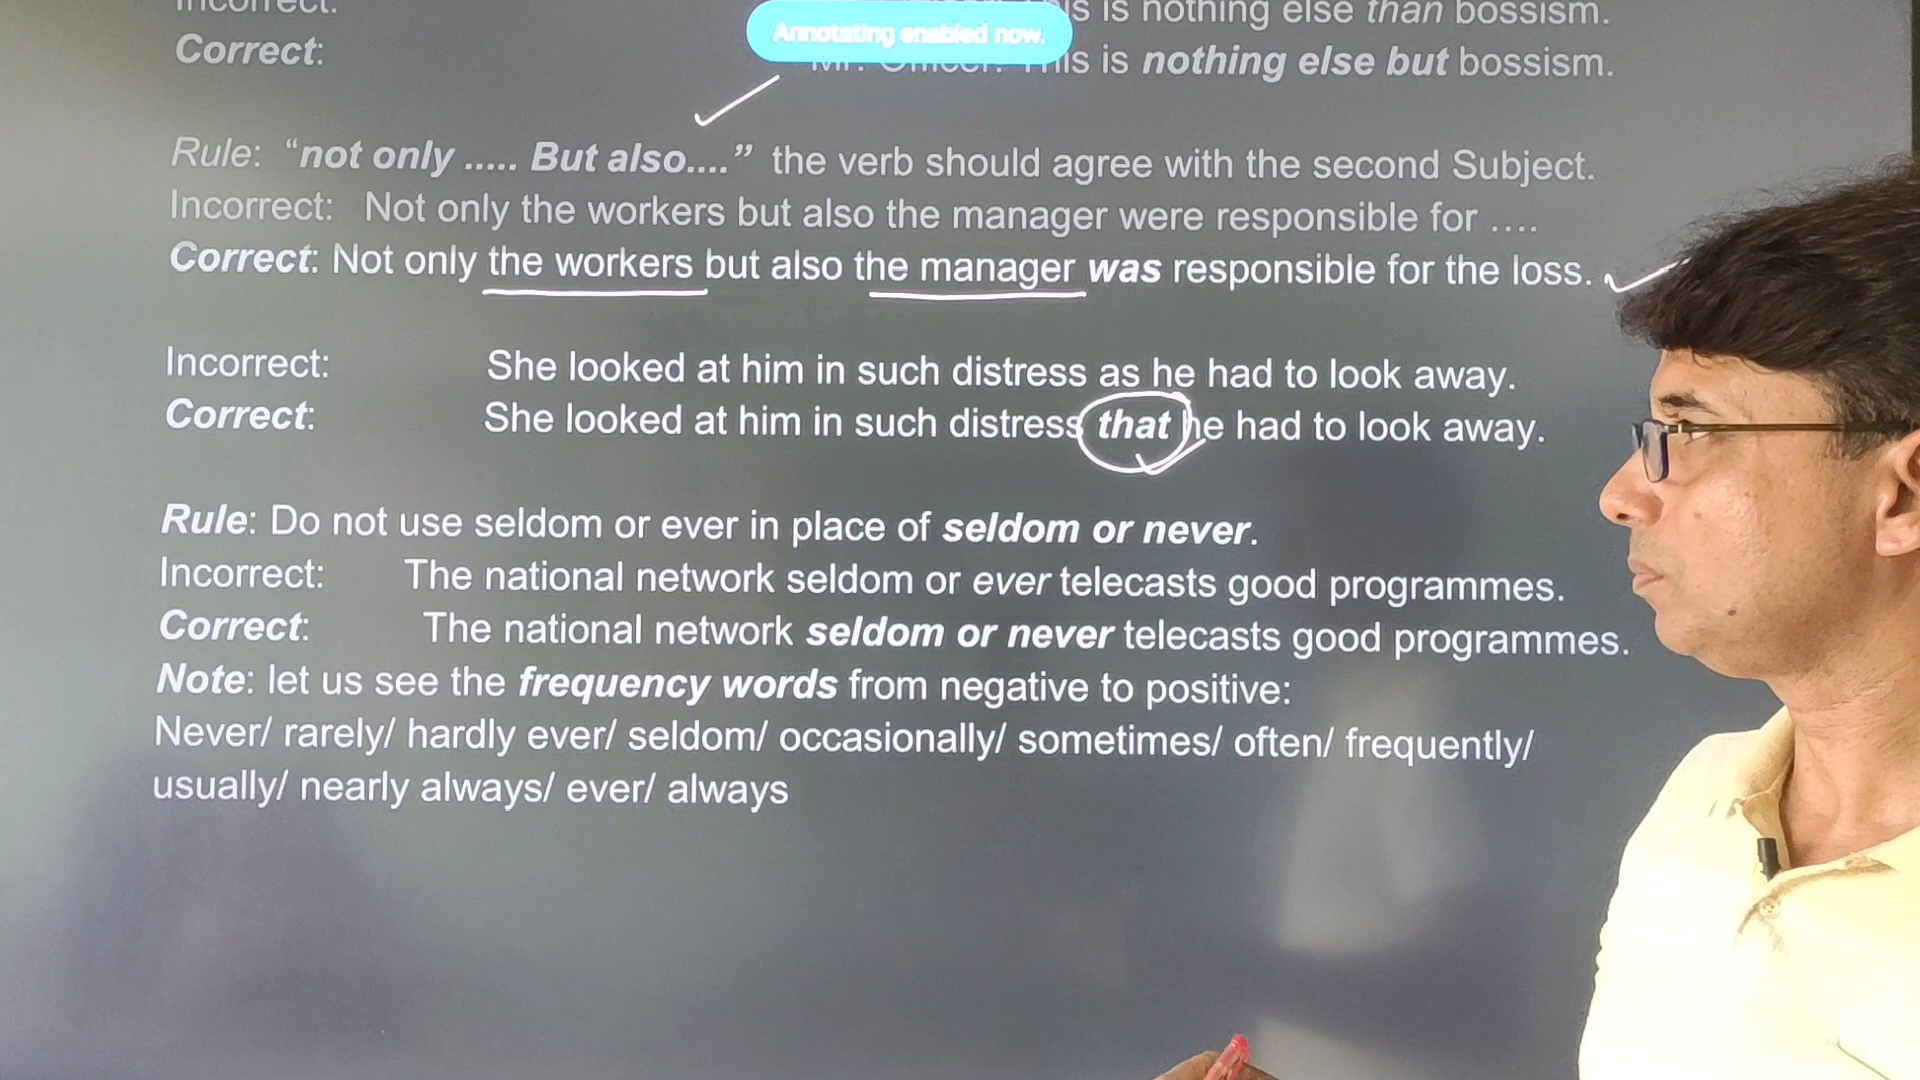 Incorrect: is is nothing else than bossism.
Annotating enabled now.
Correct: Mr. Officer: This is nothing else but bossism.
Rule: “not only ..... But also....” the verb should agree with the second Subject.
Incorrect: Not only the workers but also the manager were responsible for ....
Correct: Not only the workers but also the manager was responsible for the loss.
Incorrect: She looked at him in such distress as he had to look away.
Correct: She looked at him in such distress that he had to look away.
Rule: Do not use seldom or ever in place of seldom or never.
Incorrect: The national network seldom or ever telecasts good programmes.
Correct: The national network seldom or never telecasts good programmes.
Note: let us see the frequency words from negative to positive:
Never/ rarely/ hardly ever/ seldom/ occasionally/ sometimes/ often/ frequently/
usually/ nearly always/ ever/ always